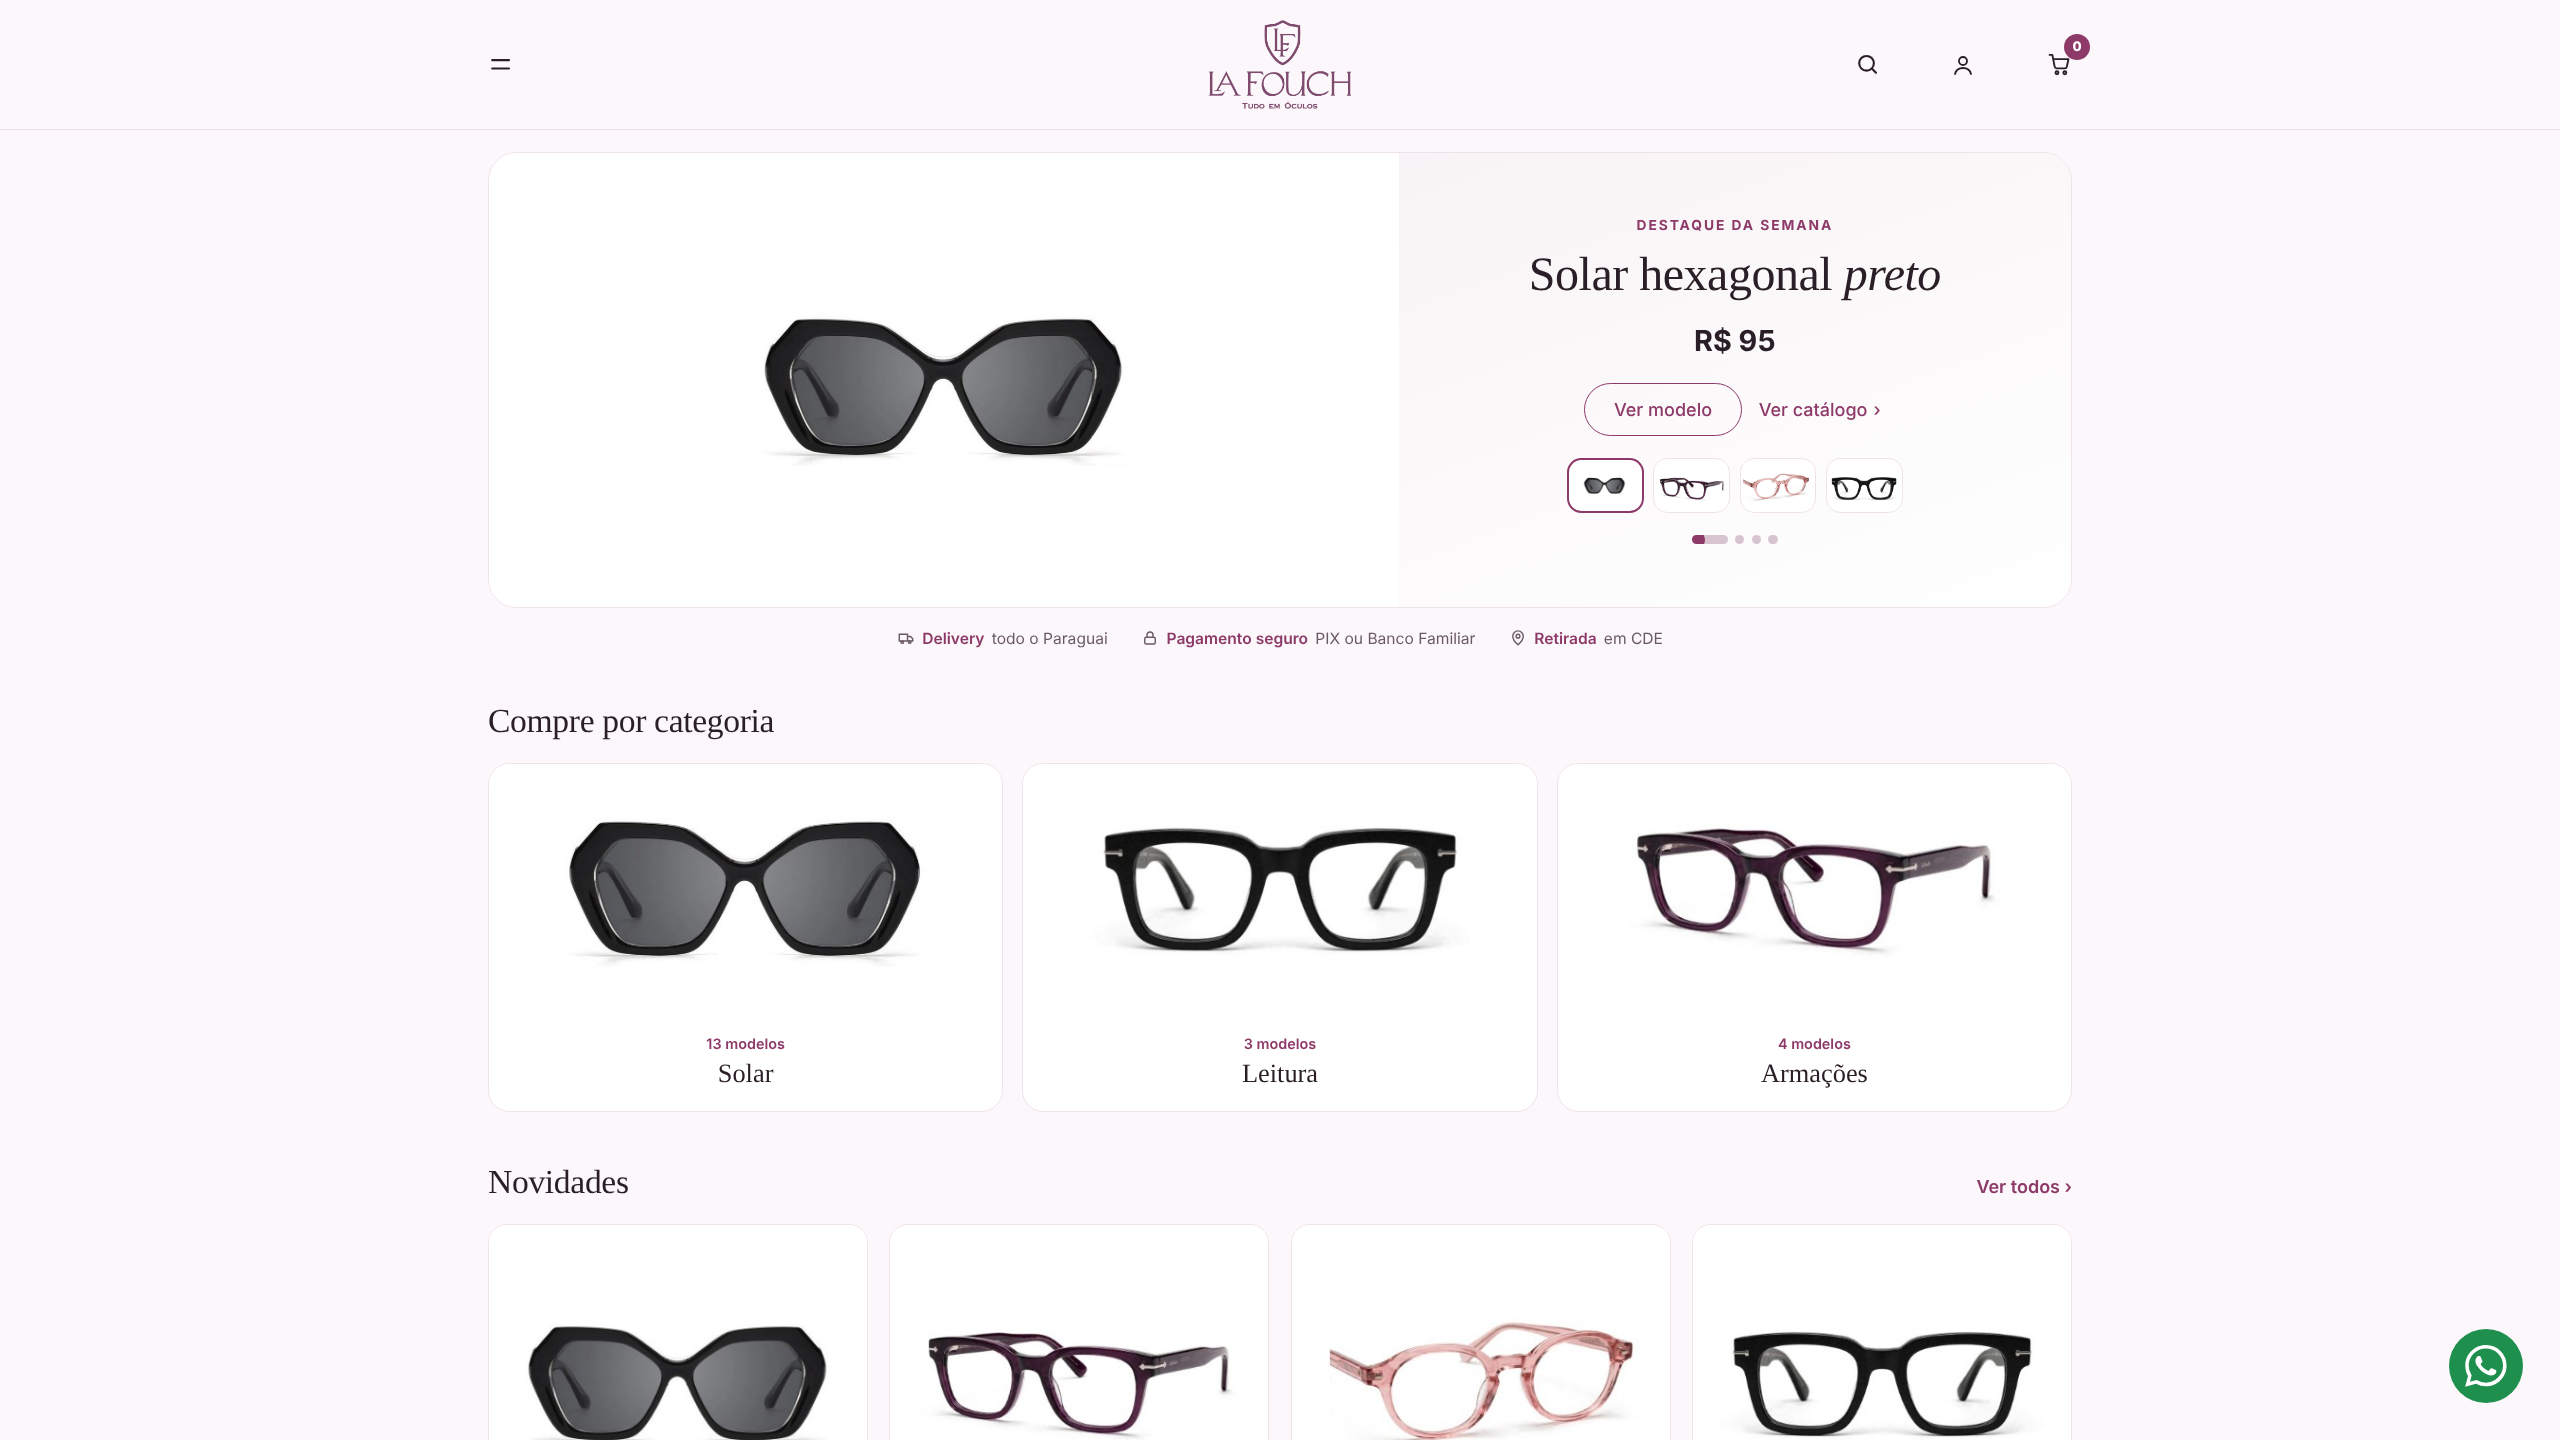 LF
LA FOUCH
TUDO EM ÓCULOS
0
DESTAQUE DA SEMANA
Solar hexagonal preto
R$ 95
Ver modelo
Ver catálogo ›
Delivery todo o Paraguai
Pagamento seguro PIX ou Banco Familiar
Retirada em CDE
Compre por categoria
13 modelos
Solar
3 modelos
Leitura
4 modelos
Armações
Novidades
Ver todos ›